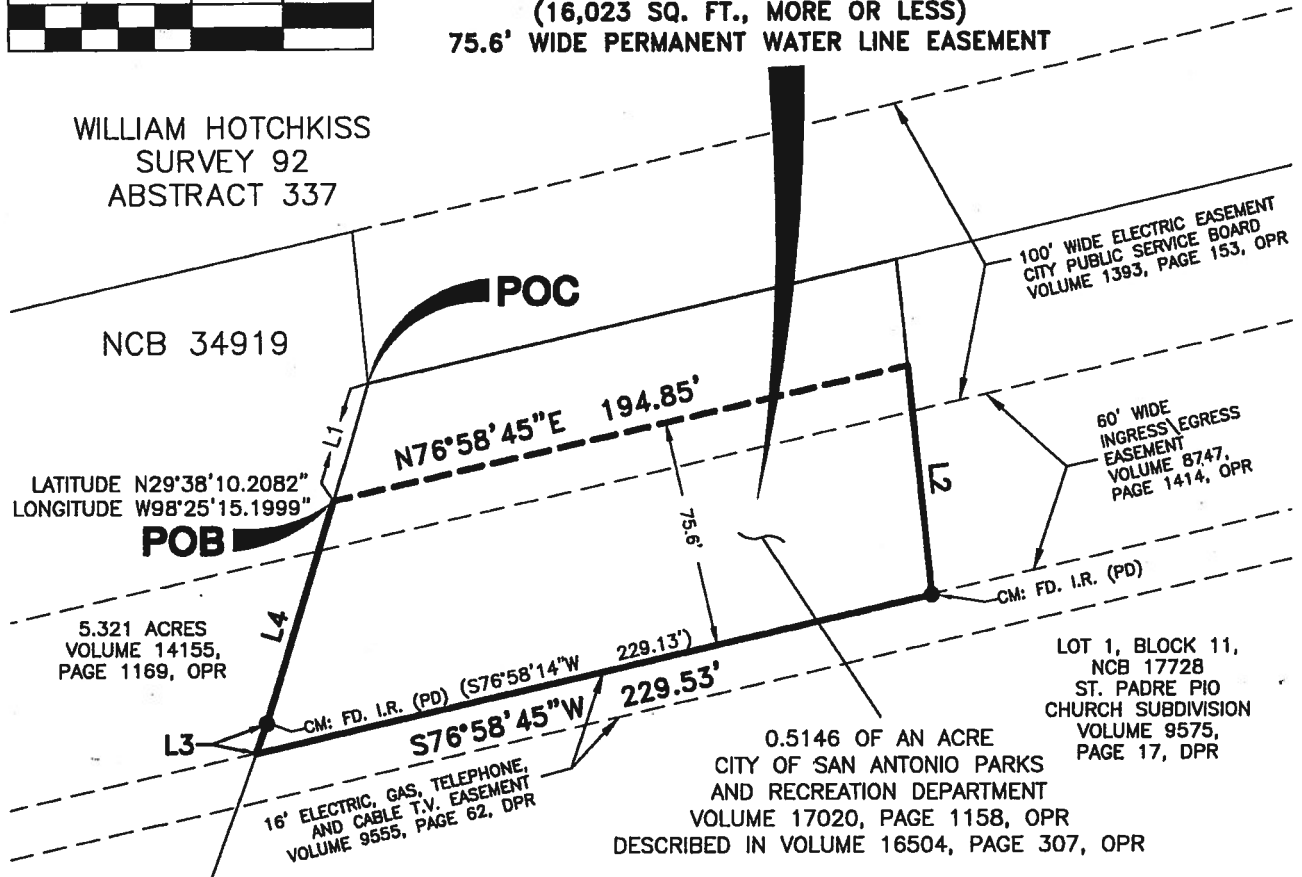 (16,023 SQ. FT., MORE OR LESS)
75.6' WIDE PERMANENT WATER LINE EASEMENT
WILLIAM HOTCHKISS
SURVEY 92
ABSTRACT 337
100' WIDE ELECTRIC EASEMENT
CITY PUBLIC SERVICE BOARD
VOLUME 1393, PAGE 153, OPR
POC
NCB 34919
N76°58'45"E 194.85'
L1
60' WIDE
INGRESS\EGRESS
EASEMENT
VOLUME 8747,
PAGE 1414, OPR
L2
LATITUDE N29°38'10.2082"
LONGITUDE W98°25'15.1999"
POB
75.6'
CM: FD. I.R. (PD)
L4
5.321 ACRES
VOLUME 14155,
PAGE 1169, OPR
LOT 1, BLOCK 11,
NCB 17728
ST. PADRE PIO
CHURCH SUBDIVISION
VOLUME 9575,
PAGE 17, DPR
CM: FD. I.R. (PD) (S76°58'14"W 229.13')
S76°58'45"W 229.53'
L3
16' ELECTRIC, GAS, TELEPHONE,
AND CABLE T.V. EASEMENT
VOLUME 9555, PAGE 62, DPR
0.5146 OF AN ACRE
CITY OF SAN ANTONIO PARKS
AND RECREATION DEPARTMENT
VOLUME 17020, PAGE 1158, OPR
DESCRIBED IN VOLUME 16504, PAGE 307, OPR